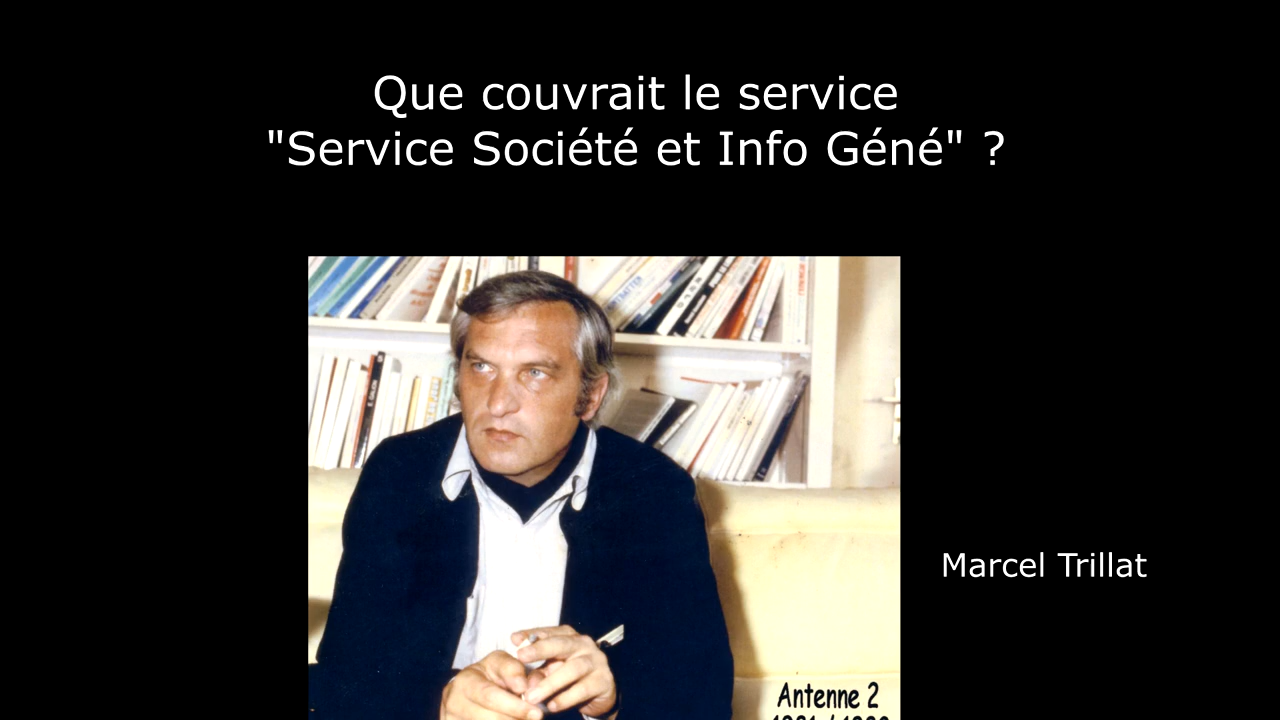 Que couvrait le service
"Service Société et Info Géné" ?
Marcel Trillat
Antenne 2